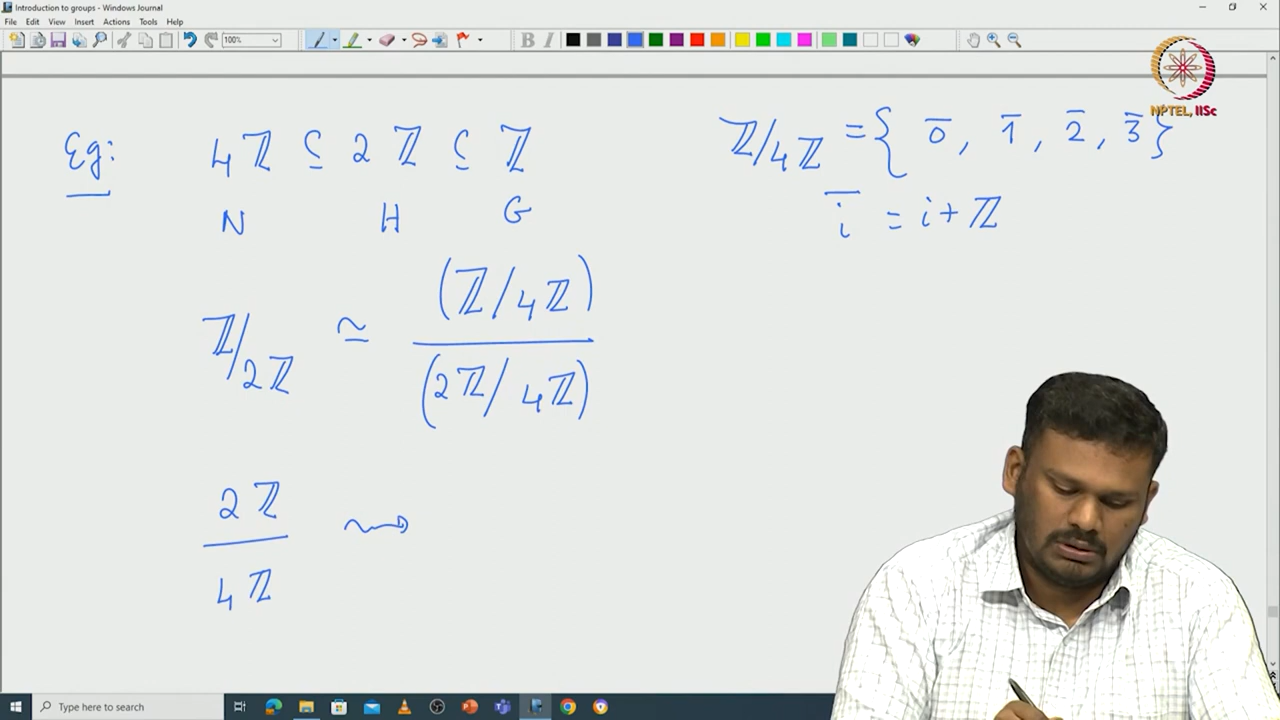 Introduction to groups - Windows Journal
File Edit View Insert Actions Tools Help
100%
NPTEL, IISc
Eg: 4ℤ ⊆ 2ℤ ⊆ ℤ
N H G
ℤ/4ℤ = { 0̅, 1̅, 2̅, 3̅ }
i̅ = i + ℤ
ℤ/2ℤ ≃ (ℤ/4ℤ)
(2ℤ/4ℤ)
2ℤ ⇝
4ℤ
Type here to search